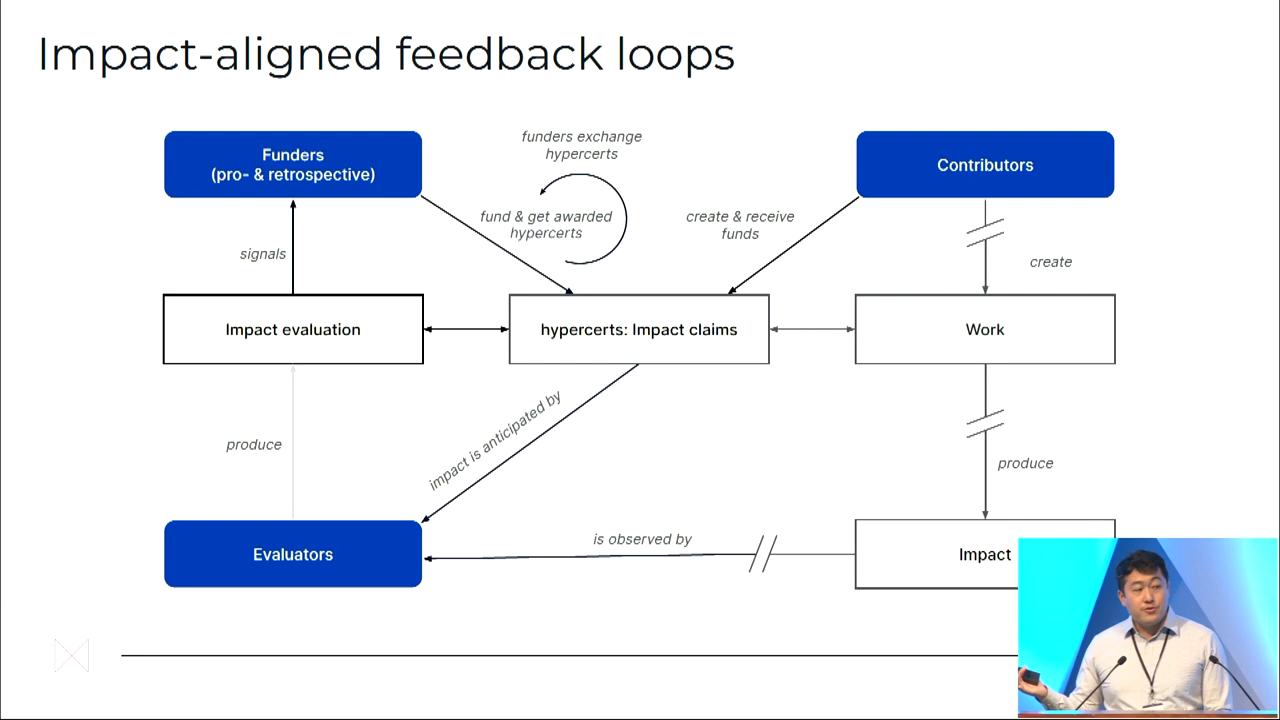 Impact-aligned feedback loops
funders exchange
hypercerts
Funders
(pro- & retrospective)
Contributors
fund & get awarded
hypercerts
create & receive
funds
signals
create
Impact evaluation
hypercerts: Impact claims
Work
impact is anticipated by
produce
produce
is observed by
Evaluators
Impact